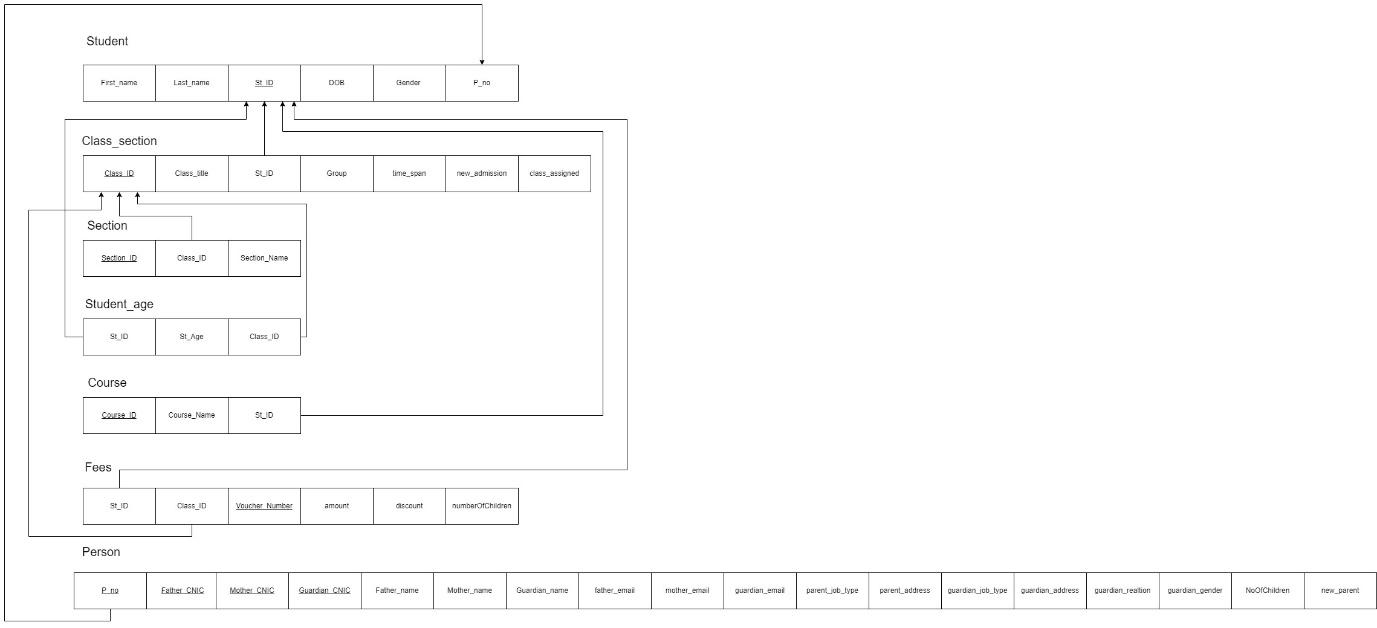 Student
First_name Last_name St_ID DOB Gender P_no
Class_section
Class_ID Class_title St_ID Group time_span new_admission class_assigned
Section
Section_ID Class_ID Section_Name
Student_age
St_ID St_Age Class_ID
Course
Course_ID Course_Name St_ID
Fees
St_ID Class_ID Voucher_Number amount discount numberOfChildren
Person
P_no Father_CNIC Mother_CNIC Guardian_CNIC Father_name Mother_name Guardian_name father_email mother_email guardian_email parent_job_type parent_address guardian_job_type guardian_address guardian_realtion guardian_gender NoOfChildren new_parent